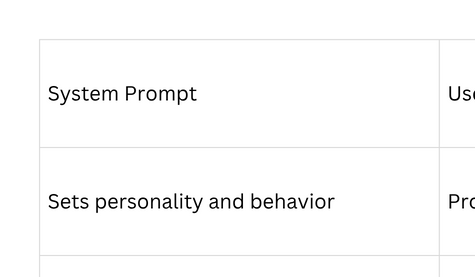 System Prompt
Sets personality and behavior